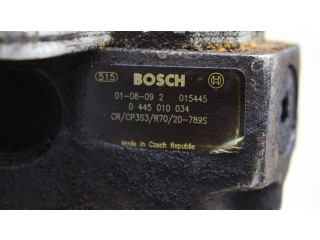 515 BOSCH
01-08-09 2 015445
0 445 010 034
CR/CP3S3/R70/20-789S
Made in Czech Republic